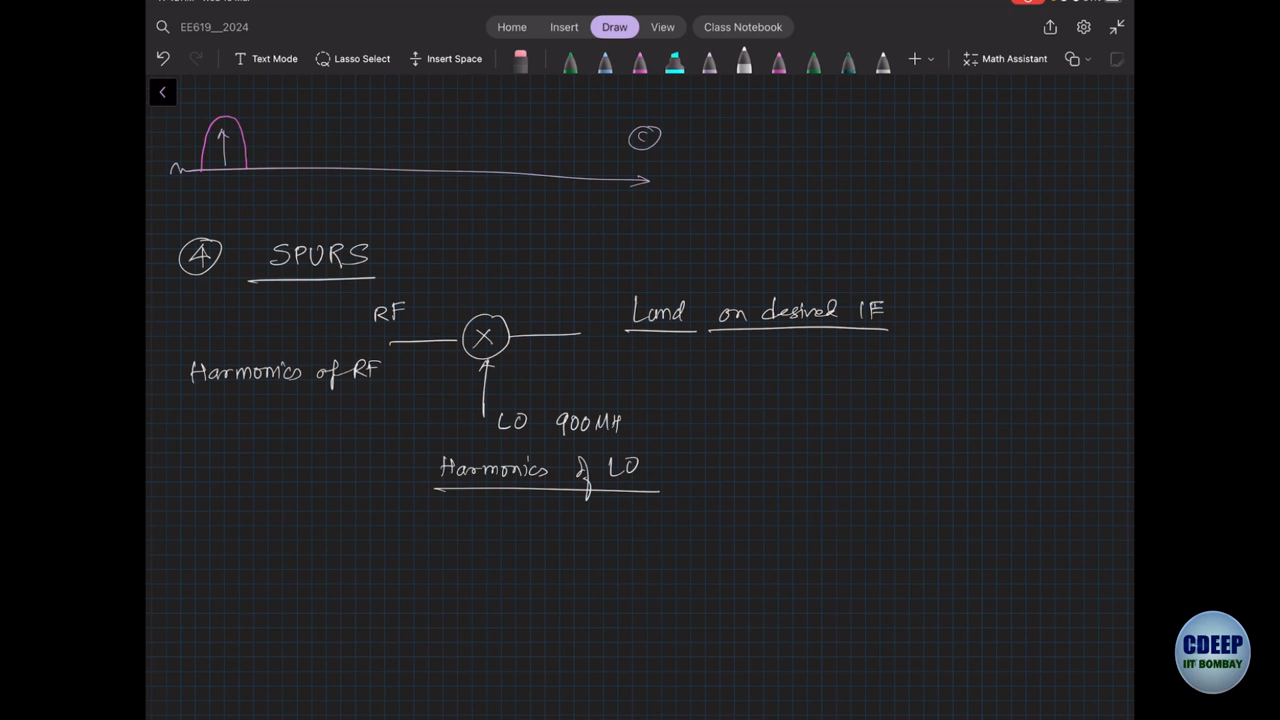 EE619__2024
Home Insert Draw View Class Notebook
Text Mode Lasso Select Insert Space Math Assistant
C
4 SPURS
RF
Land on desired IF
X
Harmonics of RF
LO 900MH
Harmonics of LO
CDEEP
IIT BOMBAY